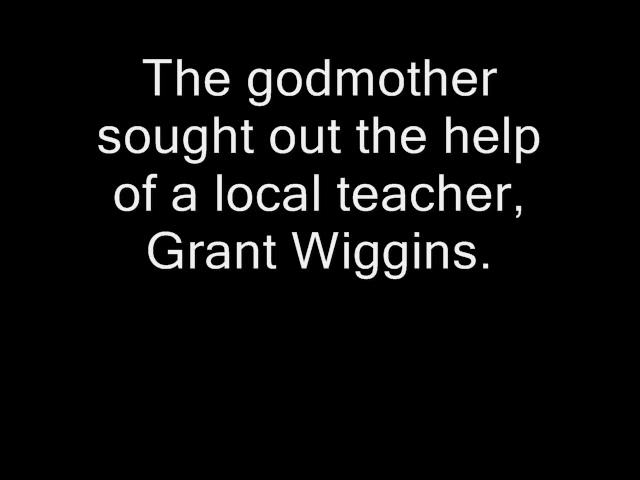 The godmother
sought out the help
of a local teacher,
Grant Wiggins.